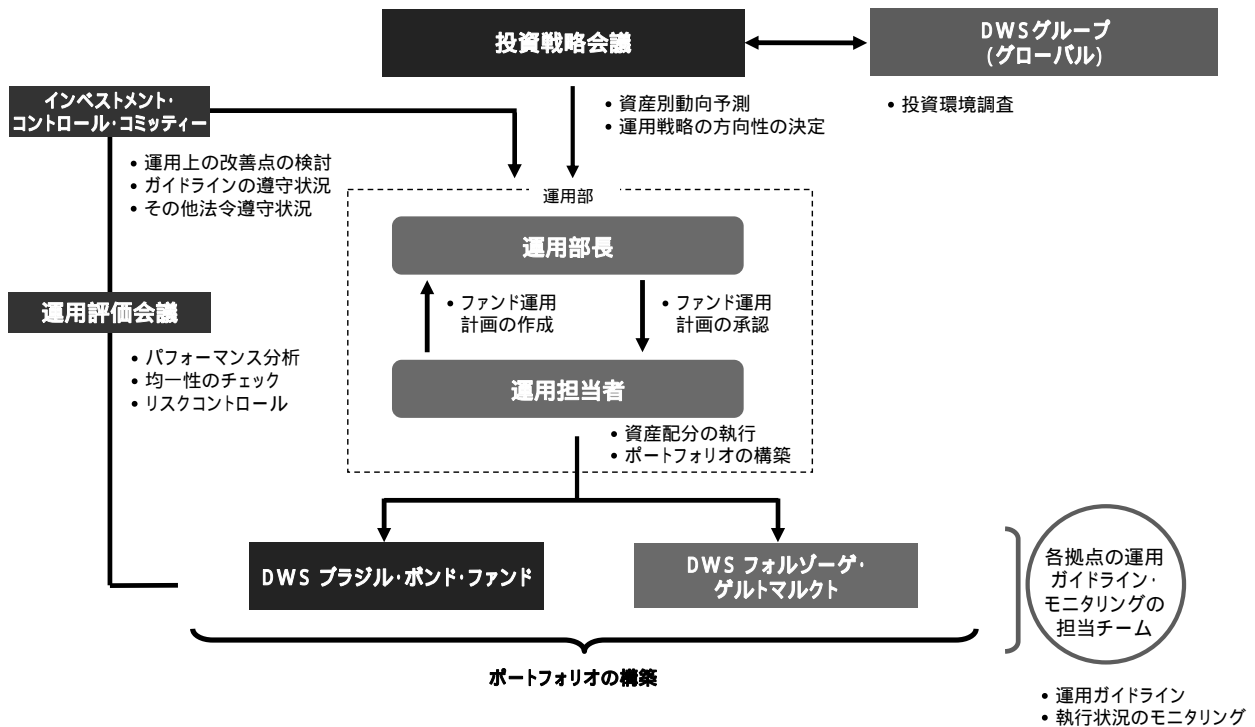 投資戦略会議
DWSグループ
(グローバル)
• 資産別動向予測
• 運用戦略の方向性の決定
• 投資環境調査
インベストメント・
コントロール・コミッティー
• 運用上の改善点の検討
• ガイドラインの遵守状況
• その他法令遵守状況
運用部
運用部長
• ファンド運用
計画の作成
• ファンド運用
計画の承認
運用評価会議
• パフォーマンス分析
• 均一性のチェック
• リスクコントロール
運用担当者
• 資産配分の執行
• ポートフォリオの構築
DWS ブラジル・ボンド・ファンド
DWS フォルゾーゲ・
ゲルトマルクト
各拠点の運用
ガイドライン・
モニタリングの
担当チーム
ポートフォリオの構築
• 運用ガイドライン
• 執行状況のモニタリング